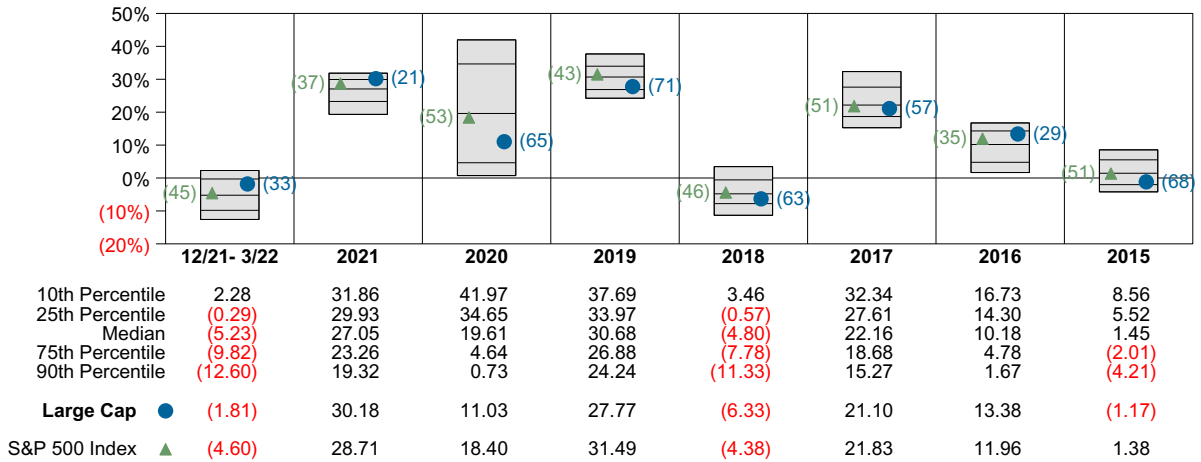 50%
40%
30%
20%
10%
0%
(10%)
(20%)
(45) (33)
(37) (21)
(53) (65)
(43) (71)
(46) (63)
(51) (57)
(35) (29)
(51) (68)
12/21- 3/22 2021 2020 2019 2018 2017 2016 2015
10th Percentile 2.28 31.86 41.97 37.69 3.46 32.34 16.73 8.56
25th Percentile (0.29) 29.93 34.65 33.97 (0.57) 27.61 14.30 5.52
Median (5.23) 27.05 19.61 30.68 (4.80) 22.16 10.18 1.45
75th Percentile (9.82) 23.26 4.64 26.88 (7.78) 18.68 4.78 (2.01)
90th Percentile (12.60) 19.32 0.73 24.24 (11.33) 15.27 1.67 (4.21)
Large Cap (1.81) 30.18 11.03 27.77 (6.33) 21.10 13.38 (1.17)
S&P 500 Index (4.60) 28.71 18.40 31.49 (4.38) 21.83 11.96 1.38